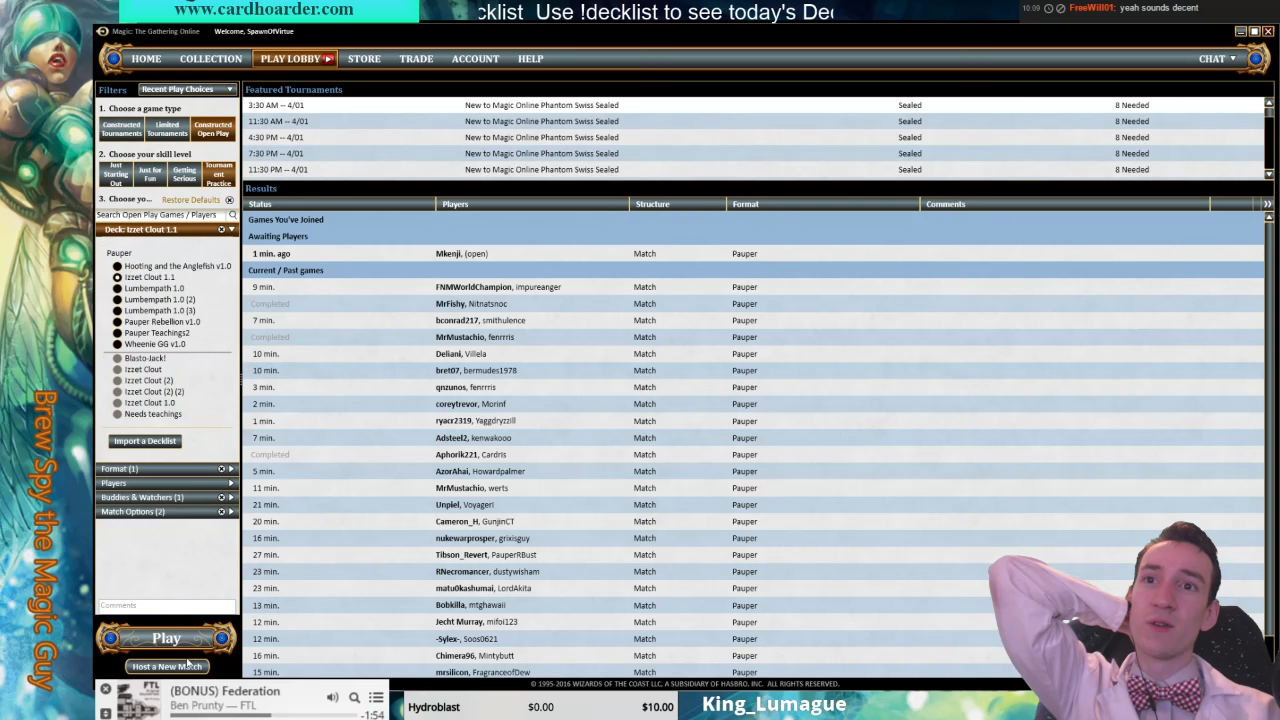 www.cardhoarder.com
cklist Use !decklist to see today's Dec
10:09 FreeWill01: yeah sounds decent
Magic: The Gathering Online Welcome, SpawnOfVirtue
HOME COLLECTION PLAY LOBBY STORE TRADE ACCOUNT HELP CHAT
Filters Recent Play Choices
1. Choose a game type
Constructed Tournaments Limited Tournaments Constructed Open Play
2. Choose your skill level
Just Starting Out Just for Fun Getting Serious Tournam ent Practice
3. Choose yo... Restore Defaults
Search Open Play Games / Players
Deck: Izzet Clout 1.1
Pauper
Hooting and the Anglefish v1.0
Izzet Clout 1.1
Lumbempath 1.0
Lumbempath 1.0 (2)
Lumbempath 1.0 (3)
Pauper Rebellion v1.0
Pauper Teachings2
Wheenie GG v1.0
Blasto-Jack!
Izzet Clout
Izzet Clout (2)
Izzet Clout (2) (2)
Izzet Clout 1.0
Needs teachings
Import a Decklist
Format (1)
Players
Buddies & Watchers (1)
Match Options (2)
Comments
Play
Host a New Match
Featured Tournaments
3:30 AM -- 4/01 New to Magic Online Phantom Swiss Sealed Sealed 8 Needed
11:30 AM -- 4/01 New to Magic Online Phantom Swiss Sealed Sealed 8 Needed
4:30 PM -- 4/01 New to Magic Online Phantom Swiss Sealed Sealed 8 Needed
7:30 PM -- 4/01 New to Magic Online Phantom Swiss Sealed Sealed 8 Needed
11:30 PM -- 4/01 New to Magic Online Phantom Swiss Sealed Sealed 8 Needed
Results
Status Players Structure Format Comments
Games You've Joined
Awaiting Players
1 min. ago Mkenji, (open) Match Pauper
Current / Past games
9 min. FNMWorldChampion, impureanger Match Pauper
Completed MrFishy, Nitnatsnoc Match Pauper
7 min. bconrad217, smithulence Match Pauper
Completed MrMustachio, fenrrris Match Pauper
10 min. Deliani, Villela Match Pauper
10 min. bret07, bermudes1978 Match Pauper
3 min. qnzunos, fenrrris Match Pauper
2 min. coreytrevor, Morinf Match Pauper
1 min. ryacr2319, Yaggdryzzill Match Pauper
7 min. Adsteel2, kenwakooo Match Pauper
Completed Aphorik221, Cardris Match Pauper
5 min. AzorAhai, Howardpalmer Match Pauper
11 min. MrMustachio, werts Match Pauper
21 min. Unpiel, Voyageri Match Pauper
20 min. Cameron_H, GunjinCT Match Pauper
16 min. nukewarprosper, grixisguy Match Pauper
27 min. Tibson_Revert, PauperRBust Match Pauper
23 min. RNecromancer, dustywisham Match Pauper
23 min. matu0kashumai, LordAkita Match Pauper
13 min. Bobkilla, mtghawaii Match Pauper
12 min. Jecht Murray, mifoi123 Match Pauper
12 min. -Sylex-, Soos0621 Match Pauper
16 min. Chimera96, Mintybutt Match Pauper
15 min. mrsilicon, FragranceofDew Match Pauper
© 1995-2016 WIZARDS OF THE COAST LLC, A SUBSIDIARY OF HASBRO, INC. ALL RIGHTS RESERVED.
BrewSpy the Magic Guy
FTL
(BONUS) Federation
Ben Prunty — FTL
-1:54
Hydroblast $0.00 $10.00
King_Lumague